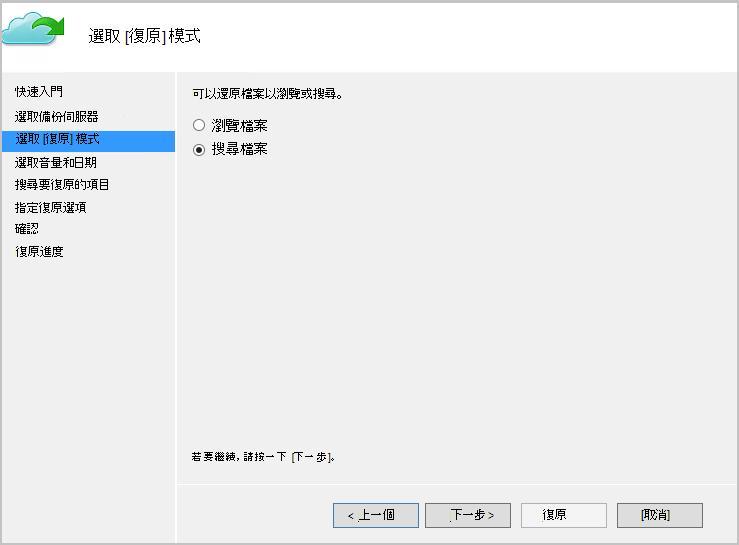 選取 [復原] 模式
快速入門
選取備份伺服器
選取 [復原] 模式
選取音量和日期
搜尋要復原的項目
指定復原選項
確認
復原進度
可以還原檔案以瀏覽或搜尋。
瀏覽檔案
搜尋檔案
若要繼續, 請按一下 [下一步]。
< 上一個
下一步 >
復原
[取消]